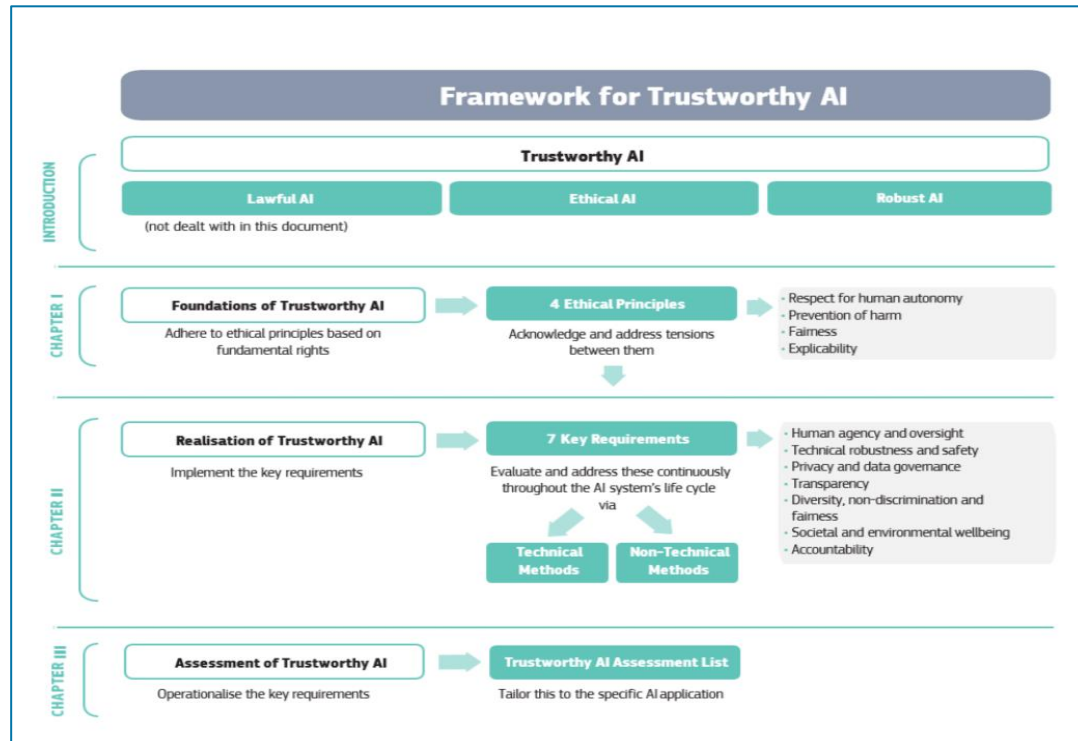 Framework for Trustworthy AI
INTRODUCTION
Trustworthy AI
Lawful AI
Ethical AI
Robust AI
(not dealt with in this document)
CHAPTER I
Foundations of Trustworthy AI
Adhere to ethical principles based on
fundamental rights
4 Ethical Principles
Acknowledge and address tensions
between them
· Respect for human autonomy
· Prevention of harm
· Fairness
· Explicability
CHAPTER II
Realisation of Trustworthy AI
Implement the key requirements
7 Key Requirements
Evaluate and address these continuously
throughout the AI system's life cycle
via
Technical
Methods
Non-Technical
Methods
· Human agency and oversight
· Technical robustness and safety
· Privacy and data governance
· Transparency
· Diversity, non-discrimination and
fairness
· Societal and environmental wellbeing
· Accountability
CHAPTER III
Assessment of Trustworthy AI
Operationalise the key requirements
Trustworthy AI Assessment List
Tailor this to the specific AI application